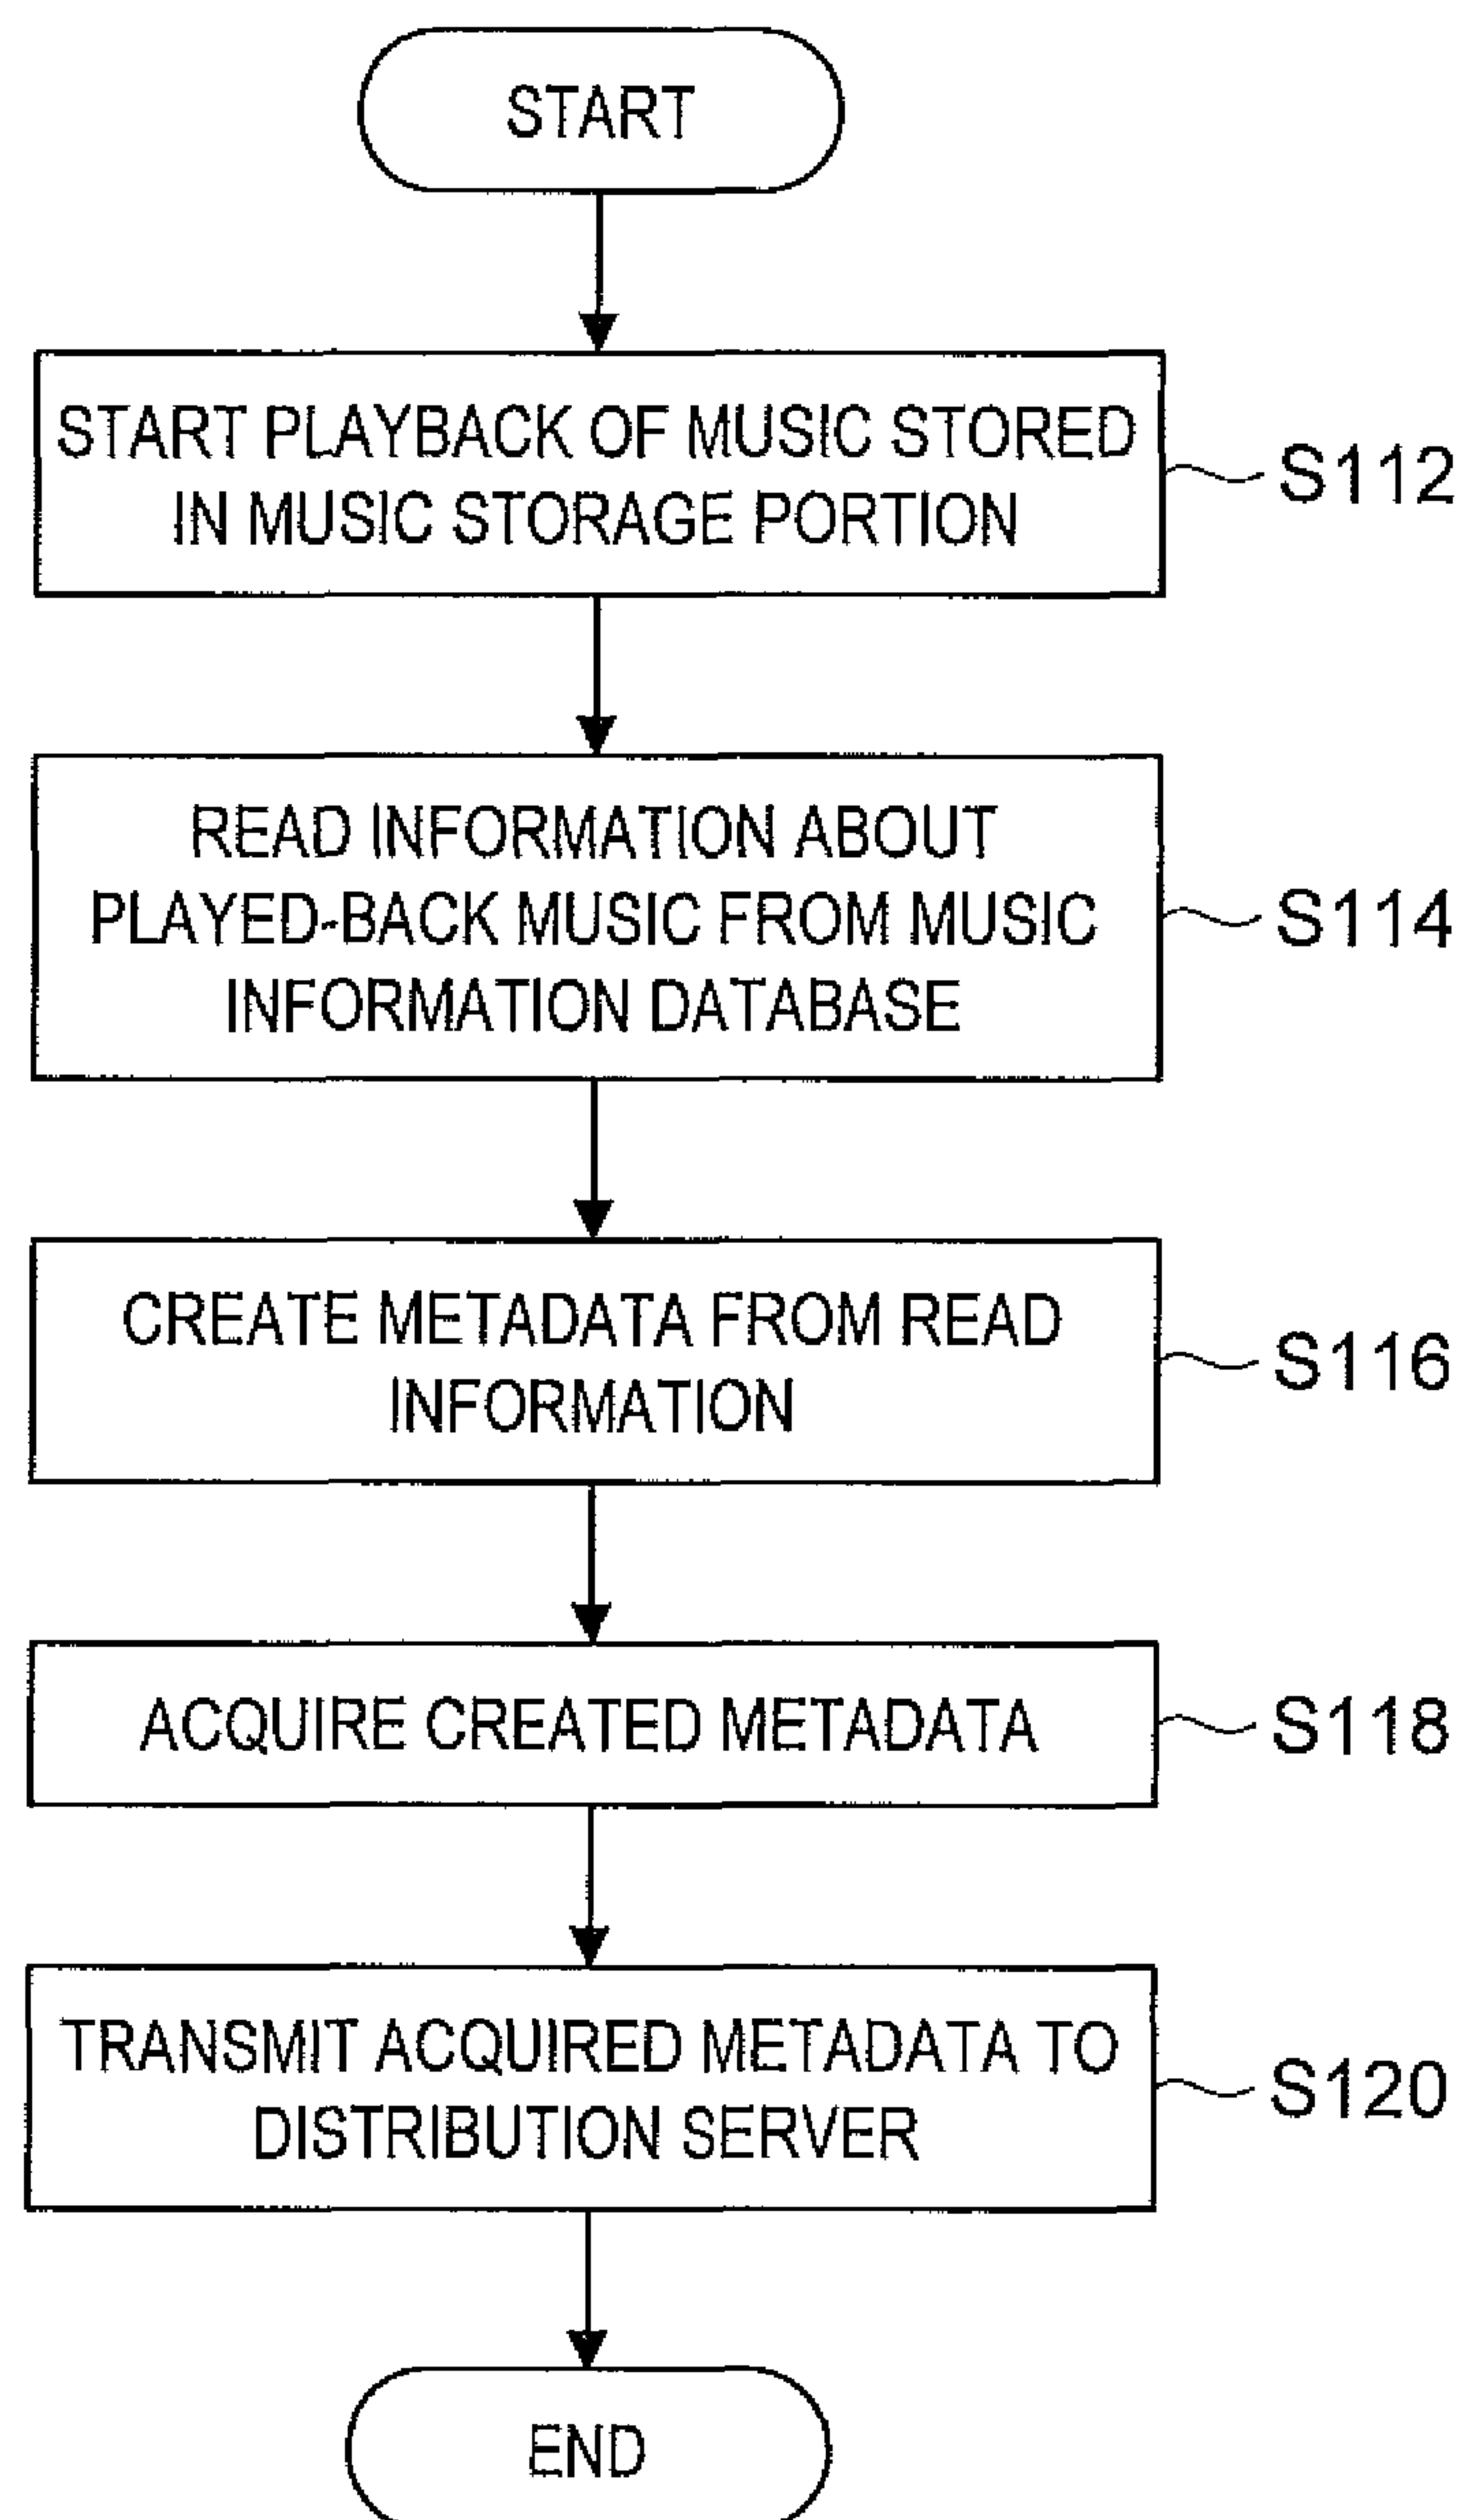 START
START PLAYBACK OF MUSIC STORED
IN MUSIC STORAGE PORTION
S112
READ INFORMATION ABOUT
PLAYED-BACK MUSIC FROM MUSIC
INFORMATION DATABASE
S114
CREATE METADATA FROM READ
INFORMATION
S116
ACQUIRE CREATED METADATA
S118
TRANSMIT ACQUIRED METADATA TO
DISTRIBUTION SERVER
S120
END